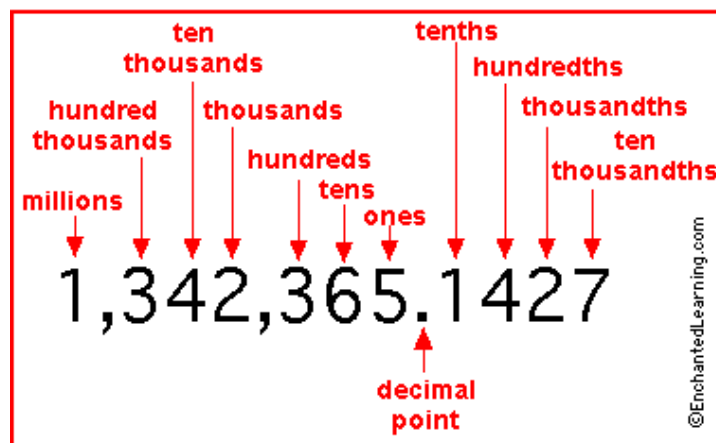 ten
thousands
tenths
hundredths
hundred
thousands
thousands
thousandths
hundreds
ten
thousandths
millions
tens
ones
1,342,365.1427
decimal
point
©EnchantedLearning.com